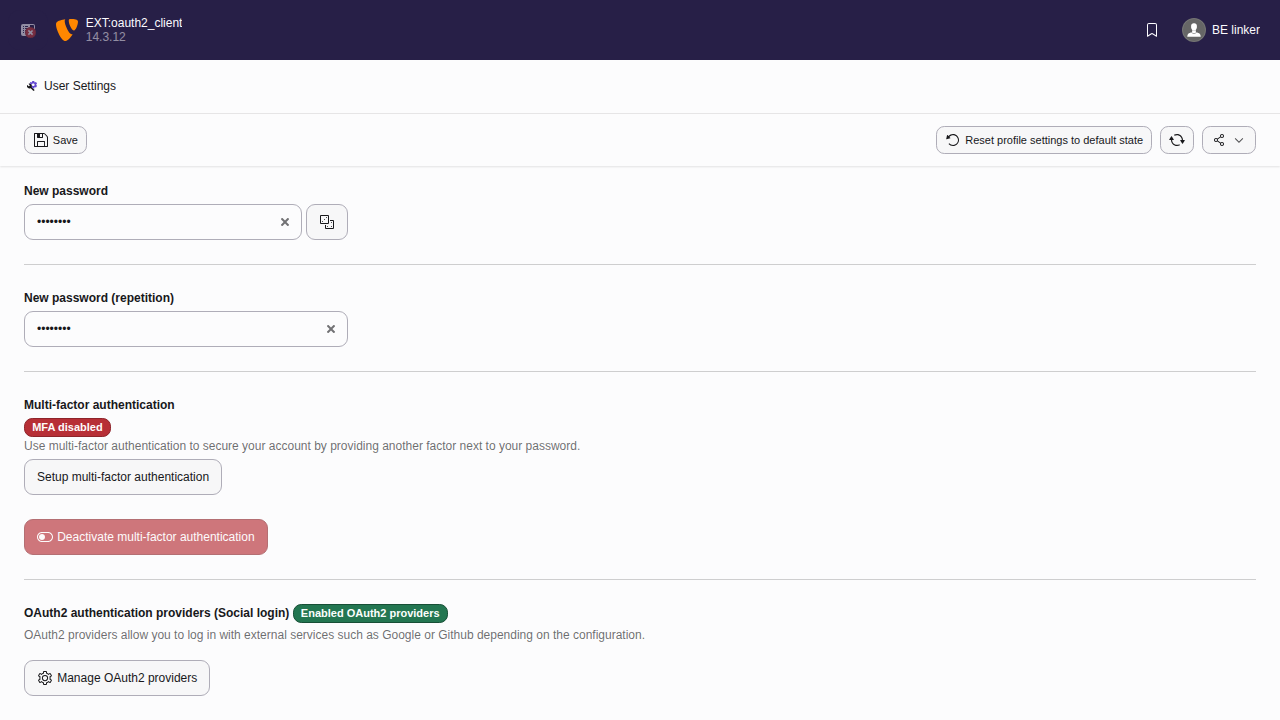 EXT:oauth2_client
14.3.12
BE linker
User Settings
Save
Reset profile settings to default state
New password
••••••••
New password (repetition)
••••••••
Multi-factor authentication
MFA disabled
Use multi-factor authentication to secure your account by providing another factor next to your password.
Setup multi-factor authentication
Deactivate multi-factor authentication
OAuth2 authentication providers (Social login) Enabled OAuth2 providers
OAuth2 providers allow you to log in with external services such as Google or Github depending on the configuration.
Manage OAuth2 providers